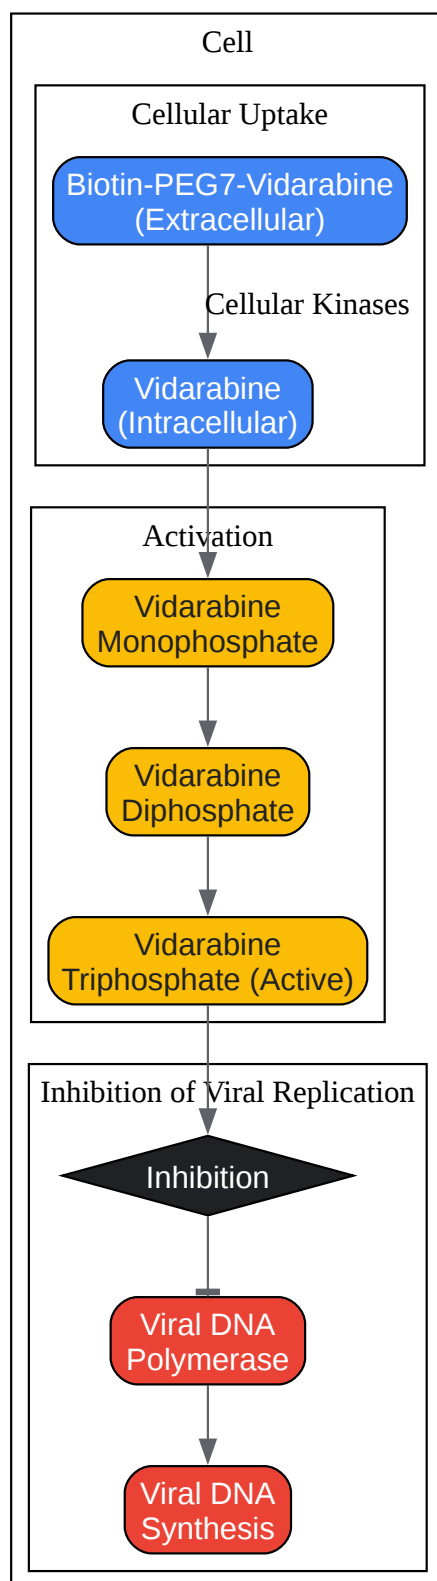 Cell
Cellular Uptake
Biotin-PEG7-Vidarabine
(Extracellular)
Cellular Kinases
Vidarabine
(Intracellular)
Activation
Vidarabine
Monophosphate
Vidarabine
Diphosphate
Vidarabine
Triphosphate (Active)
Inhibition of Viral Replication
Inhibition
Viral DNA
Polymerase
Viral DNA
Synthesis